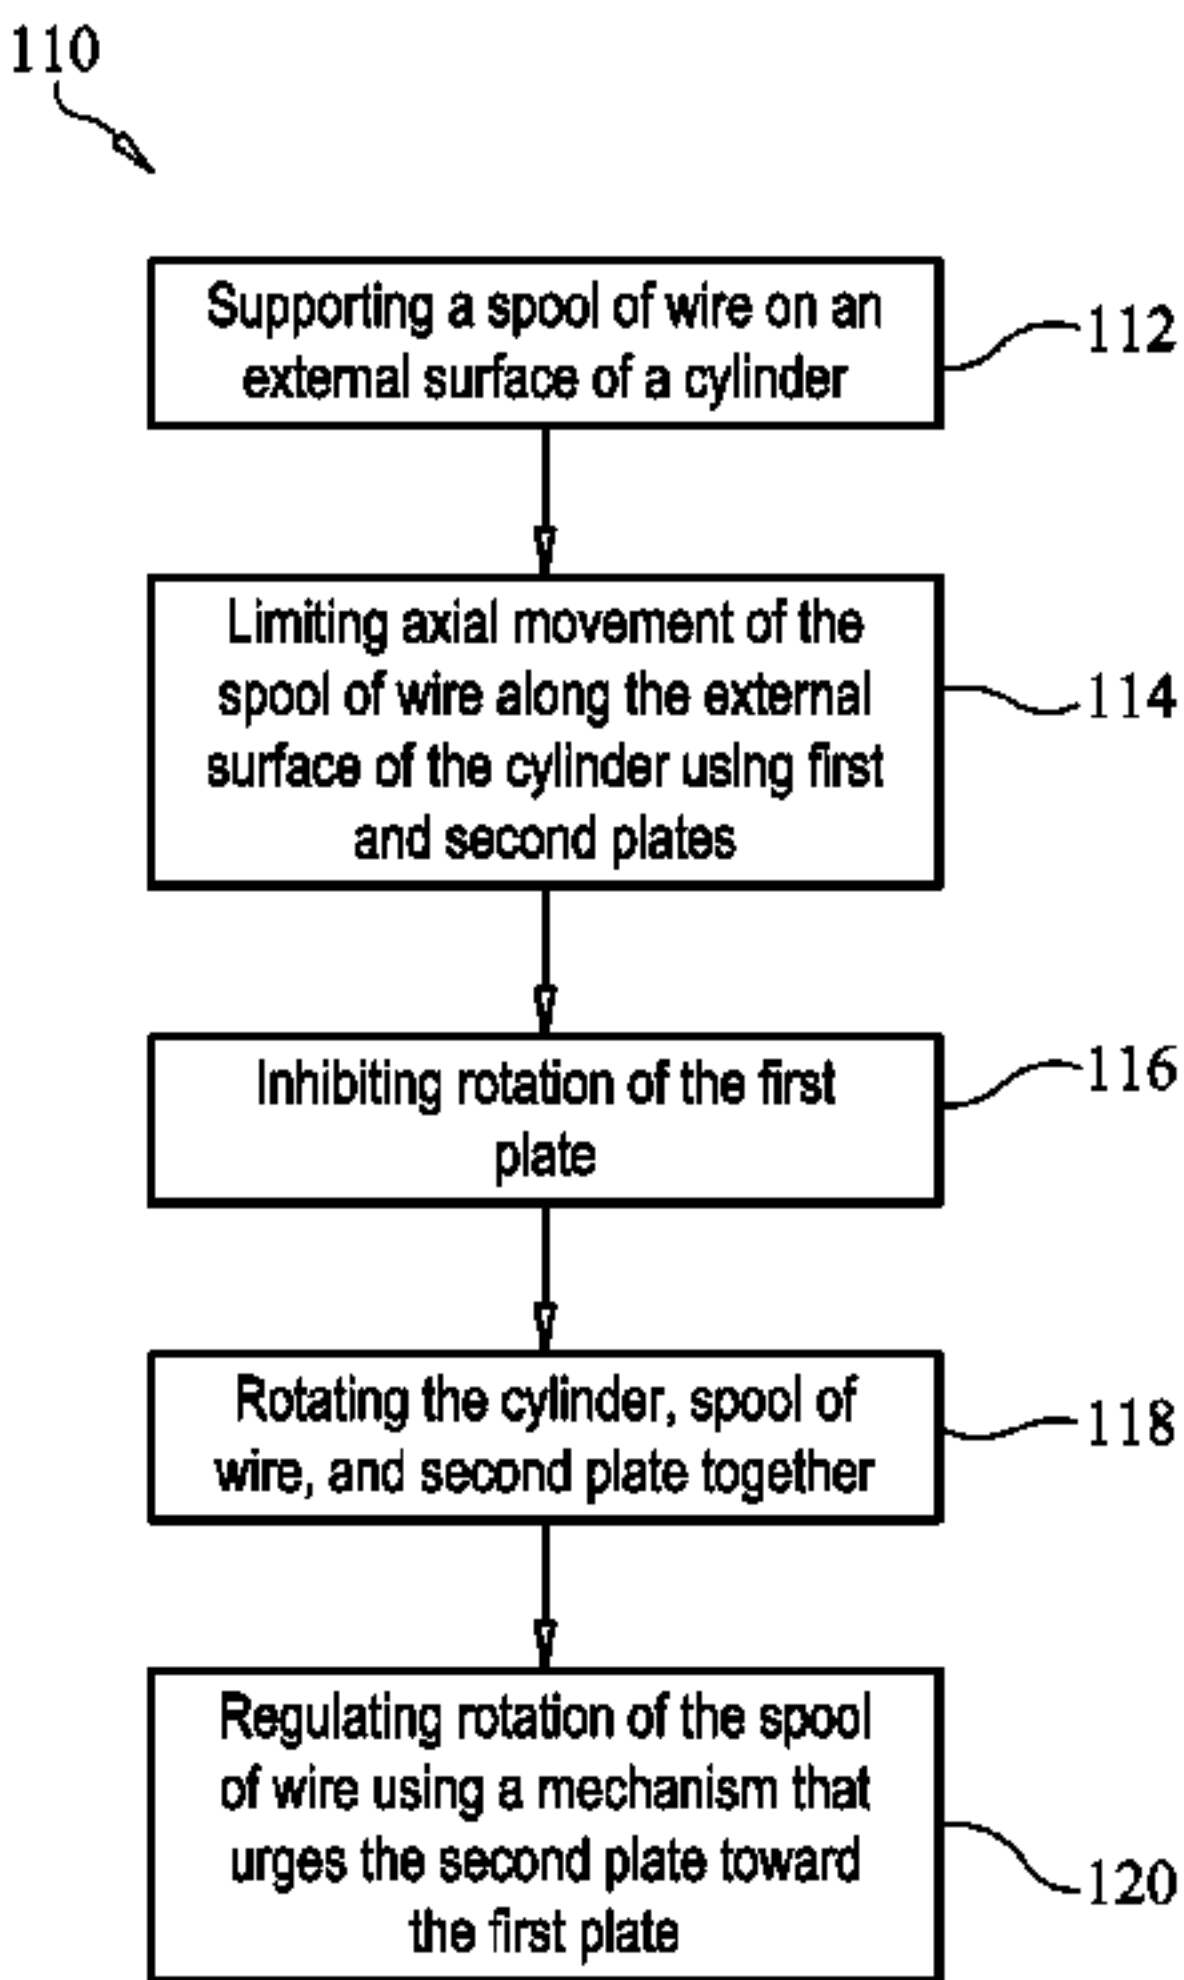 110
Supporting a spool of wire on an
external surface of a cylinder
112
Limiting axial movement of the
spool of wire along the external
surface of the cylinder using first
and second plates
114
Inhibiting rotation of the first
plate
116
Rotating the cylinder, spool of
wire, and second plate together
118
Regulating rotation of the spool
of wire using a mechanism that
urges the second plate toward
the first plate
120